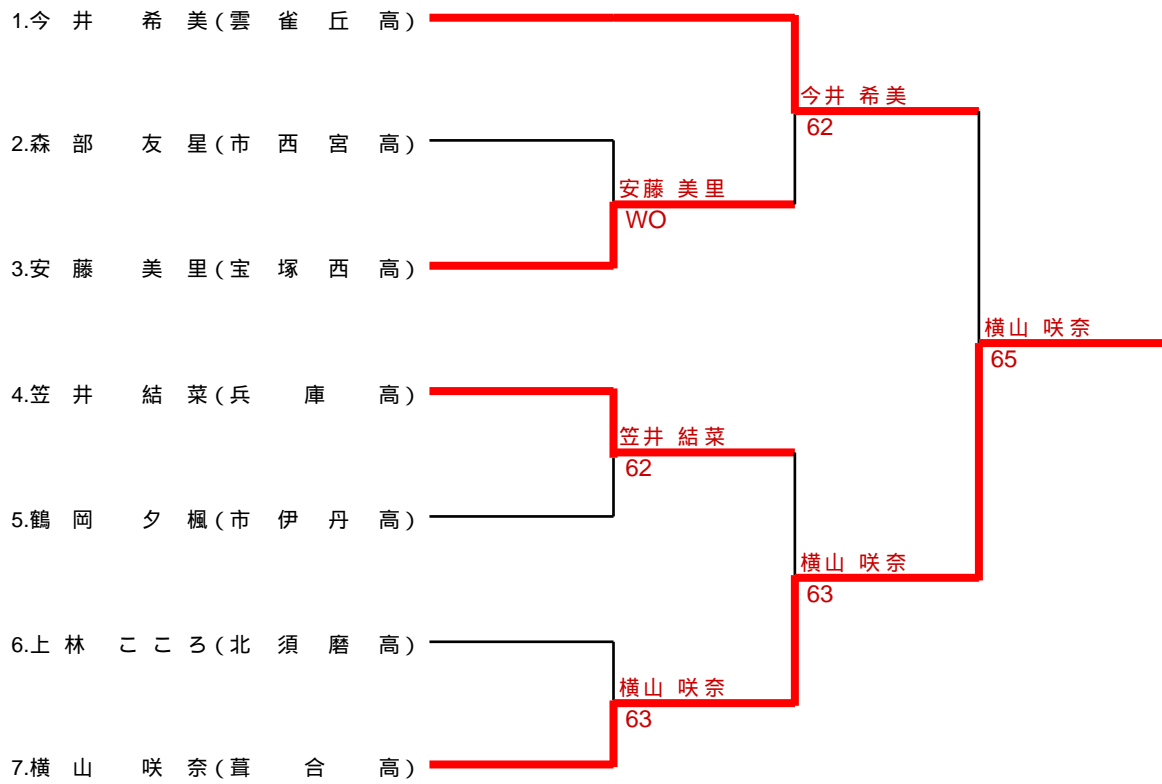 1.今井 希美(雲雀丘高)
今井 希美
62
2.森部 友星(市西宮高)
安藤 美里
WO
3.安藤 美里(宝塚西高)
横山 咲奈
65
4.笠井 結菜(兵庫高)
笠井 結菜
62
5.鶴岡 夕楓(市伊丹高)
横山 咲奈
63
6.上林 こころ(北須磨高)
横山 咲奈
63
7.横山 咲奈(葺合高)